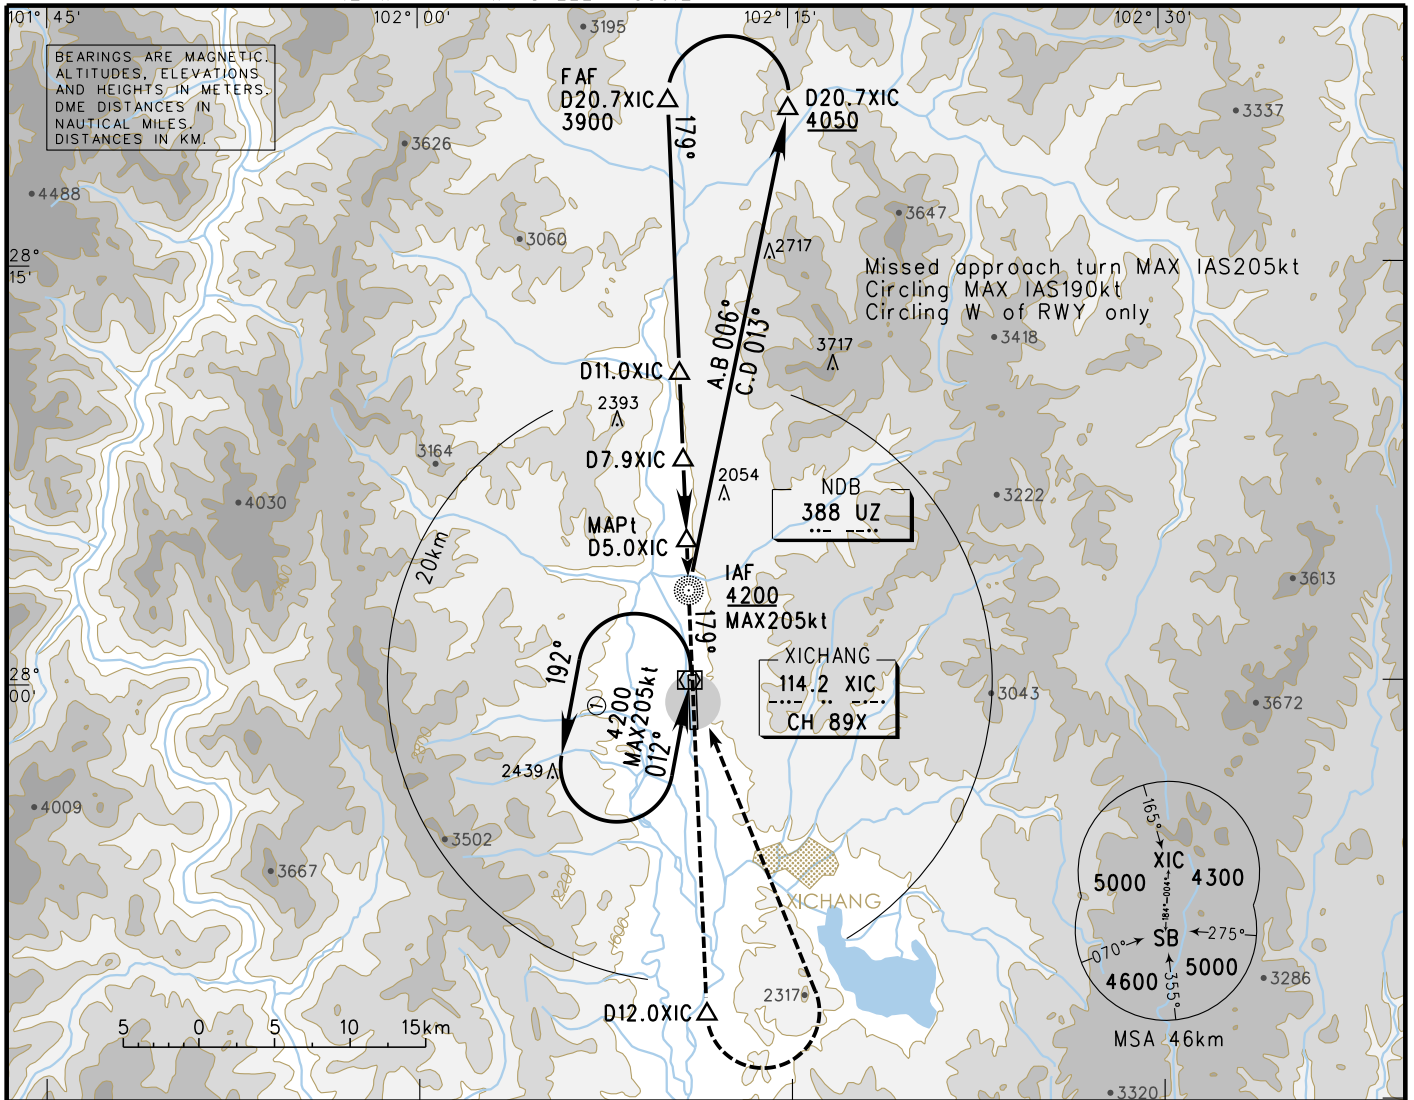 101°45'
102°00'
102°15'
102°30'
BEARINGS ARE MAGNETIC.
ALTITUDES, ELEVATIONS
AND HEIGHTS IN METERS.
DME DISTANCES IN
NAUTICAL MILES.
DISTANCES IN KM.
3195
FAF
D20.7XIC
3900
179°
D20.7XIC
4050
3337
3626
4488
3647
3060
2717
28°
15'
Missed approach turn MAX IAS205kt
Circling MAX IAS190kt
Circling W of RWY only
3418
3717
A.B 006°
C.D 013°
D11.0XIC
2393
3164
D7.9XIC
2054
4030
NDB
388 UZ
3222
MAPt
D5.0XIC
20km
IAF
4200
MAX205kt
179°
3613
192°
28°
00'
XICHANG
114.2 XIC
CH 89X
3043
3672
1
4200
MAX205kt
012°
2439
4009
3502
3667
2200
1600
XICHANG
165°
XIC
5000
4300
184°
004°
SB
070°
275°
4600
5000
355°
MSA 46km
2317
D12.0XIC
3286
5 0 5 10 15km
3320